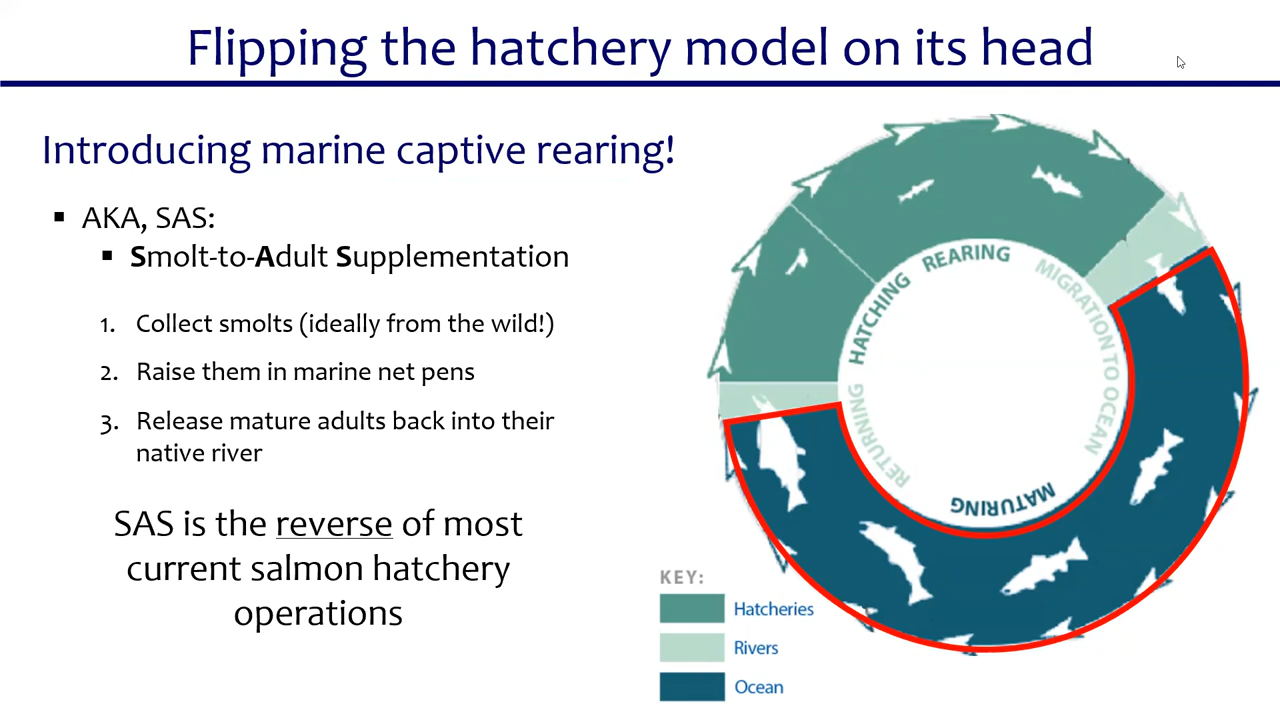 Flipping the hatchery model on its head
Introducing marine captive rearing!
▪ AKA, SAS:
▪ Smolt-to-Adult Supplementation
1. Collect smolts (ideally from the wild!)
2. Raise them in marine net pens
3. Release mature adults back into their
native river
SAS is the reverse of most
current salmon hatchery
operations
HATCHING
REARING
MIGRATION TO OCEAN
MATURING
RETURNING
KEY:
Hatcheries
Rivers
Ocean